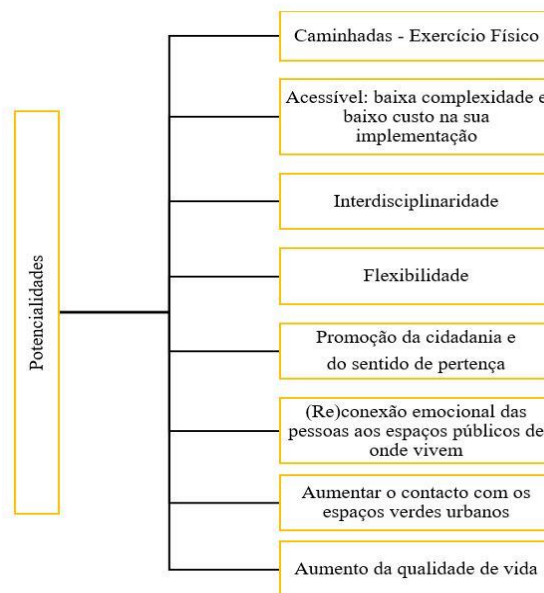 Potencialidades
Caminhadas - Exercício Físico
Acessível: baixa complexidade e
baixo custo na sua
implementação
Interdisciplinaridade
Flexibilidade
Promoção da cidadania e
do sentido de pertença
(Re)conexão emocional das
pessoas aos espaços públicos de
onde vivem
Aumentar o contacto com os
espaços verdes urbanos
Aumento da qualidade de vida